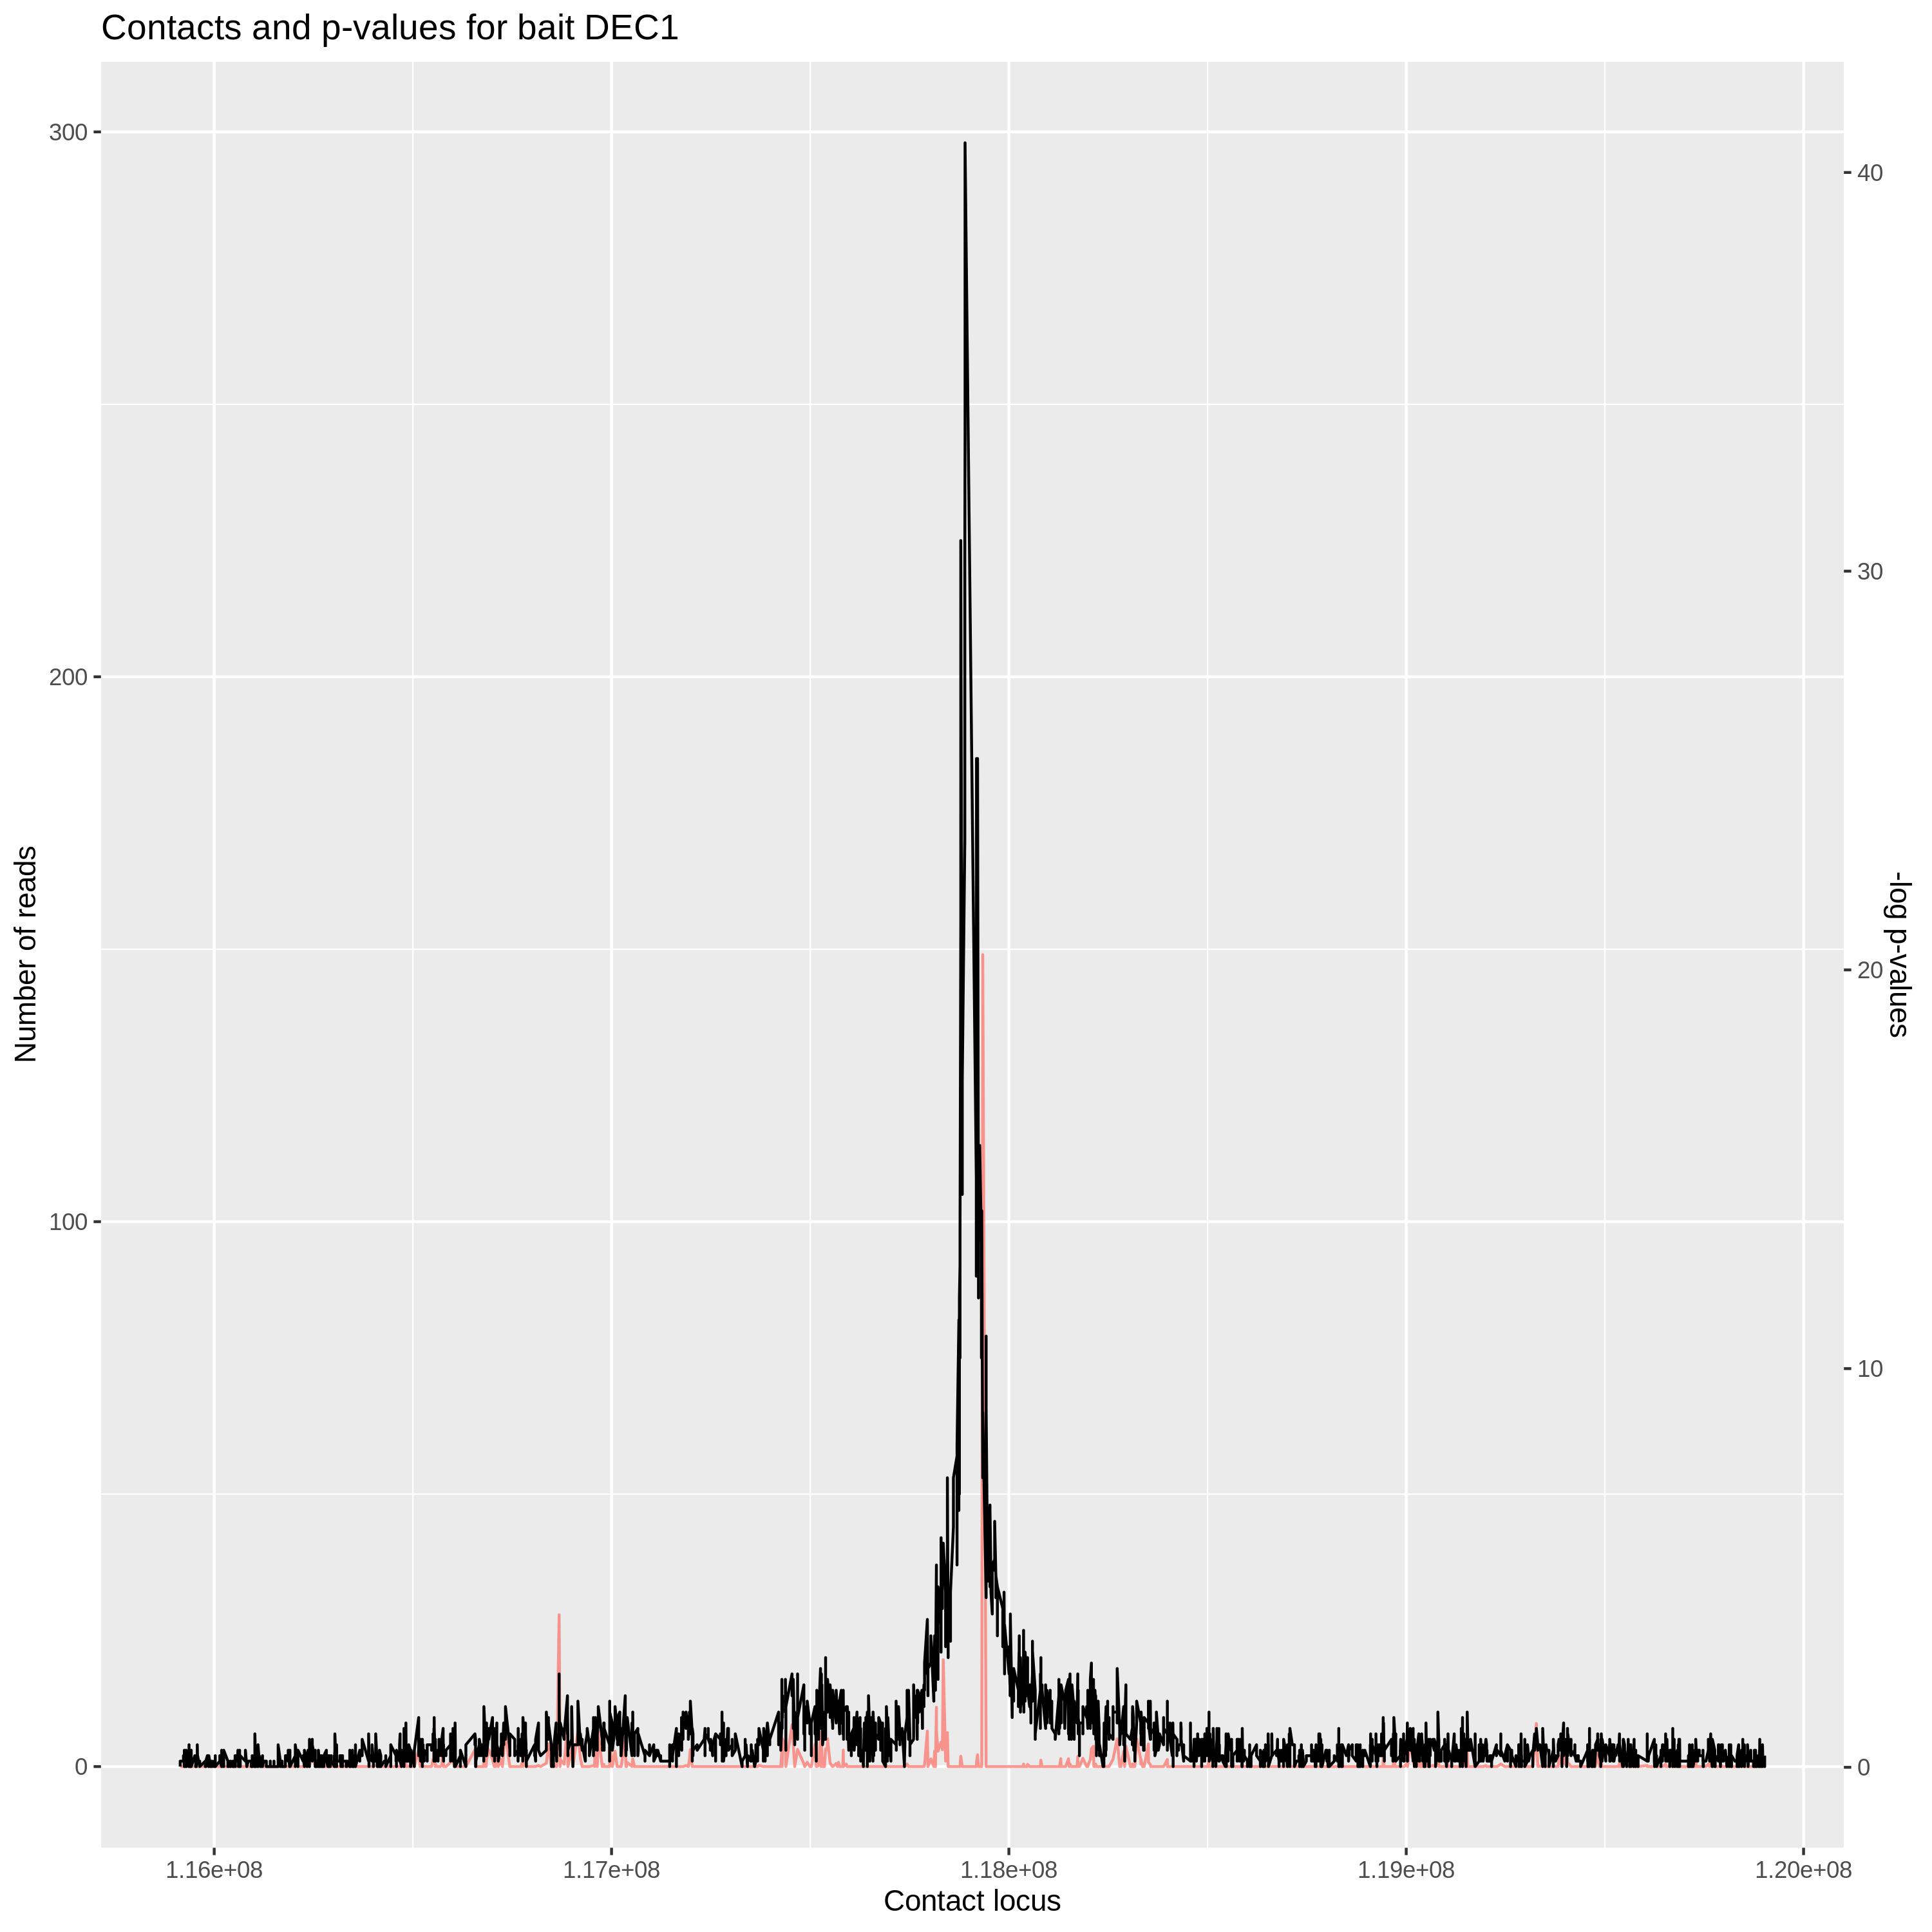 Contacts and p-values for bait DEC1
300
200
100
0
40
30
20
10
0
Number of reads
-log p-values
1.16e+08
1.17e+08
1.18e+08
1.19e+08
1.20e+08
Contact locus